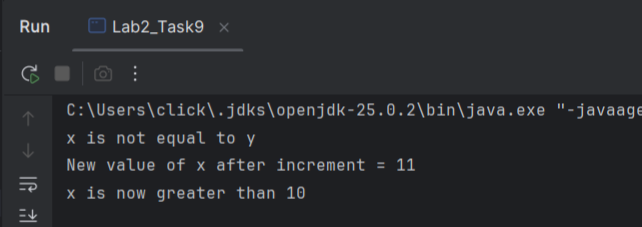 Run
Lab2_Task9
C:\Users\click\.jdks\openjdk-25.0.2\bin\java.exe "-javaage
x is not equal to y
New value of x after increment = 11
x is now greater than 10